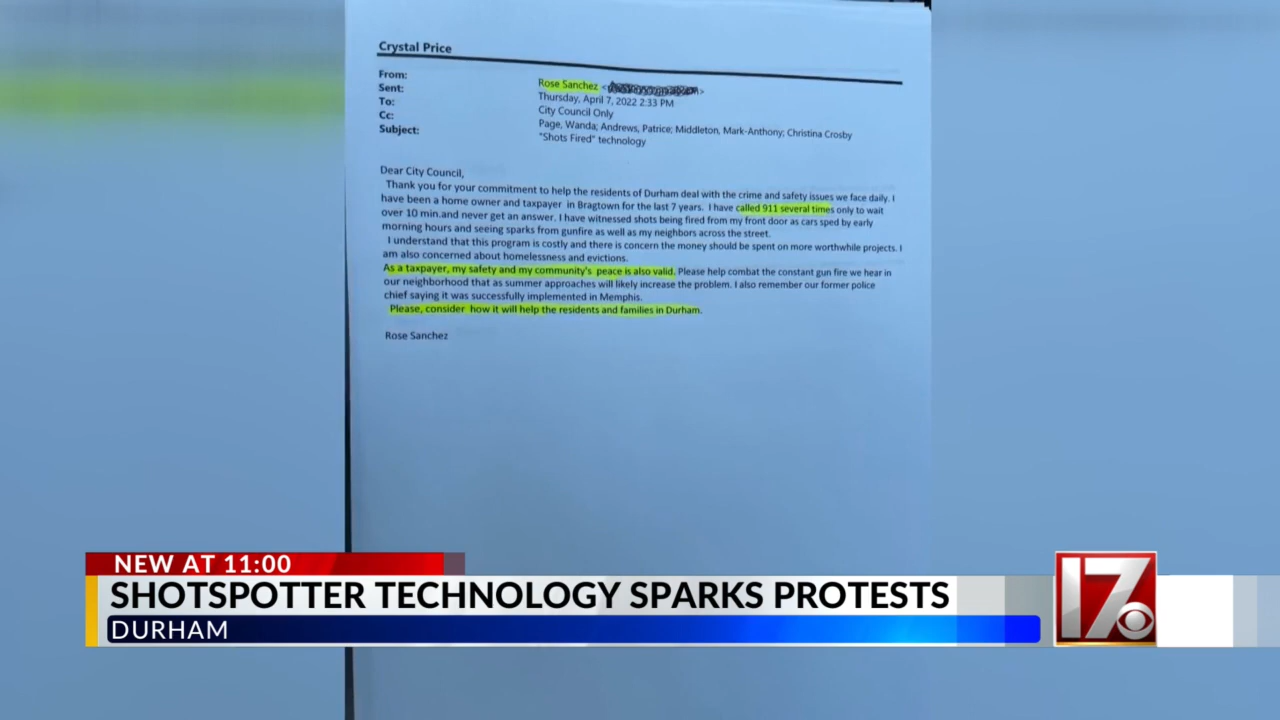 Crystal Price
From: Rose Sanchez
Sent: Thursday, April 7, 2022 2:33 PM
To: City Council Only
Cc: Page, Wanda; Andrews, Patrice; Middleton, Mark-Anthony; Christina Crosby
Subject: "Shots Fired" technology
Dear City Council,
Thank you for your commitment to help the residents of Durham deal with the crime and safety issues we face daily. I
have been a home owner and taxpayer in Bragtown for the last 7 years. I have called 911 several times only to wait
over 10 min.and never get an answer. I have witnessed shots being fired from my front door as cars sped by early
morning hours and seeing sparks from gunfire as well as my neighbors across the street.
I understand that this program is costly and there is concern the money should be spent on more worthwhile projects. I
am also concerned about homelessness and evictions.
As a taxpayer, my safety and my community's peace is also valid. Please help combat the constant gun fire we hear in
our neighborhood that as summer approaches will likely increase the problem. I also remember our former police
chief saying it was successfully implemented in Memphis.
Please, consider how it will help the residents and families in Durham.
Rose Sanchez
NEW AT 11:00
SHOTSPOTTER TECHNOLOGY SPARKS PROTESTS
DURHAM
17